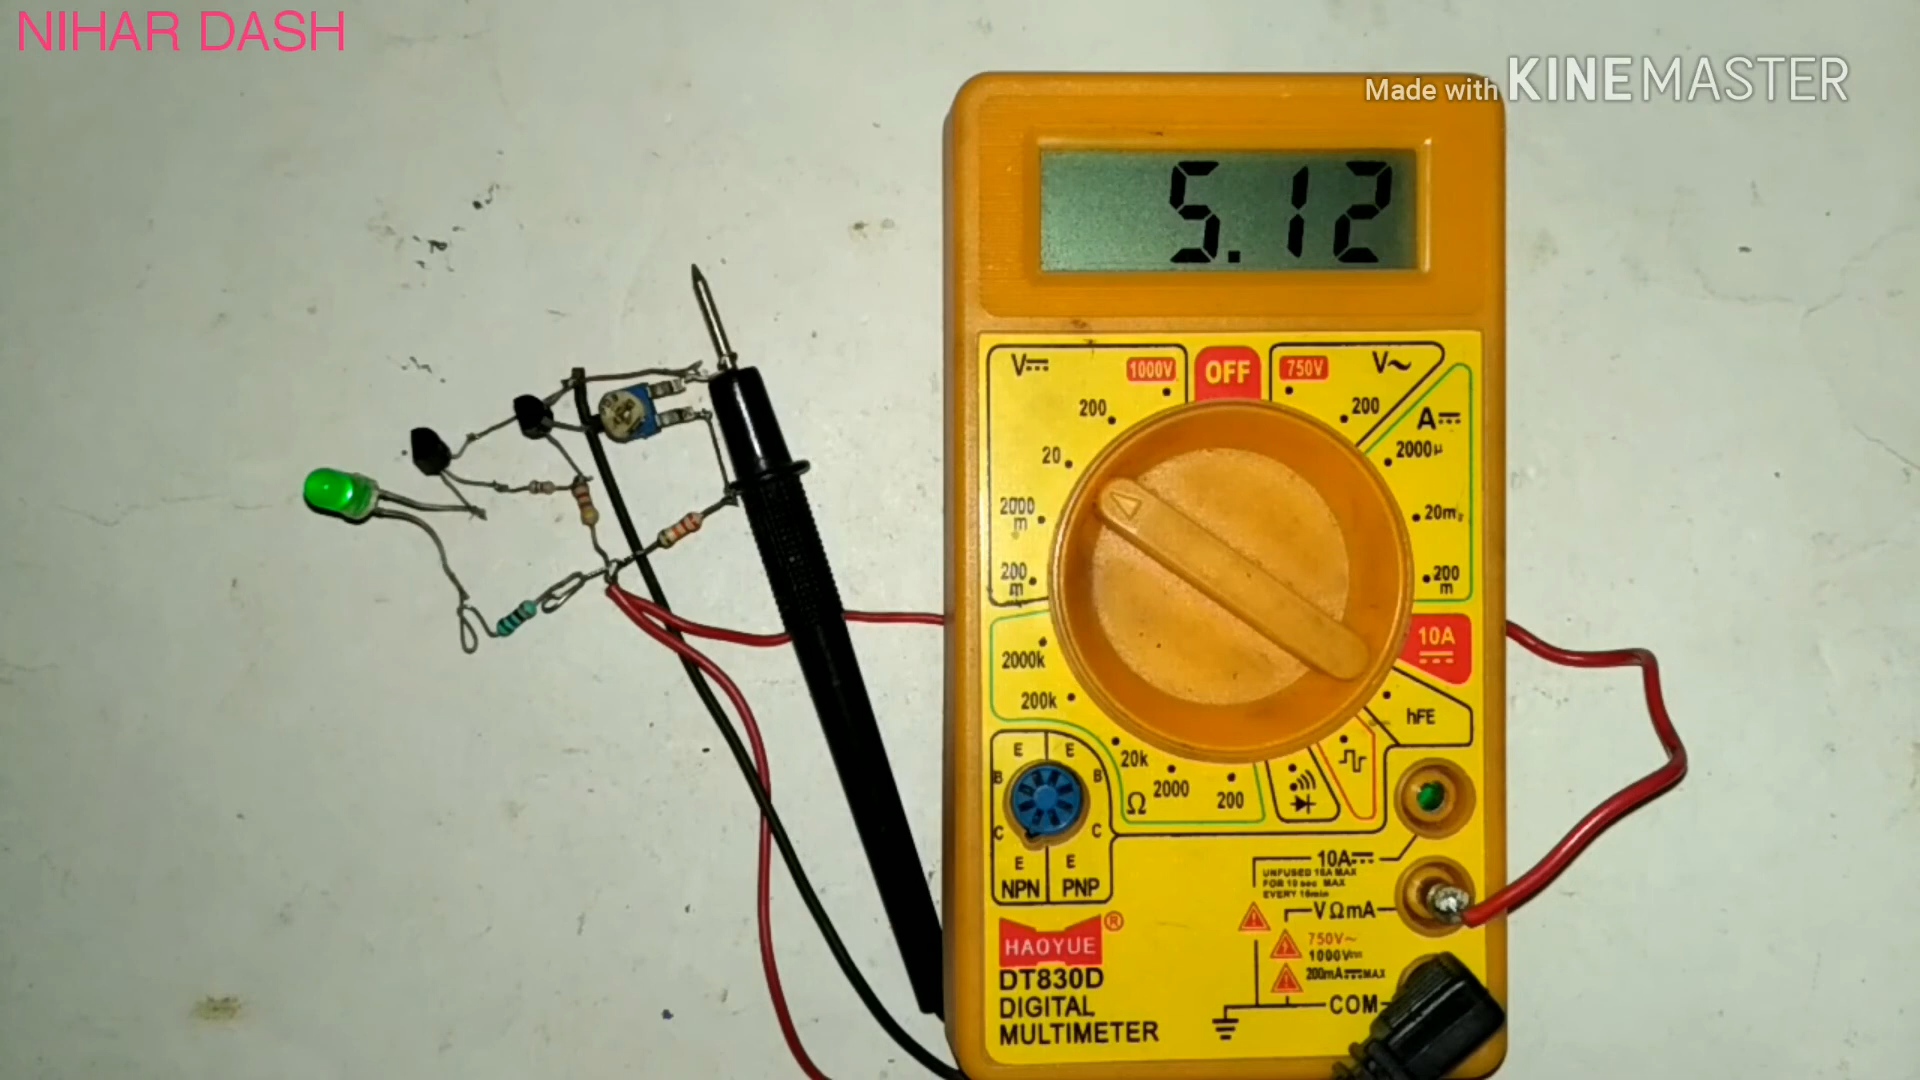 NIHAR DASH
Made with KINEMASTER
5.12
V 1000V OFF 750V V~
200 200 A
20 2000µ
2000
m 20m
200
m 200
m
10A
2000k
200k hFE
20k
Ω 2000 200
E E
B B
C C
E E
NPN PNP
10A
UNFUSED 10A MAX
FOR 10 sec MAX
EVERY 15min
VΩmA
750V~
1000V
200mA MAX
COM
HAOYUE ®
DT830D
DIGITAL
MULTIMETER